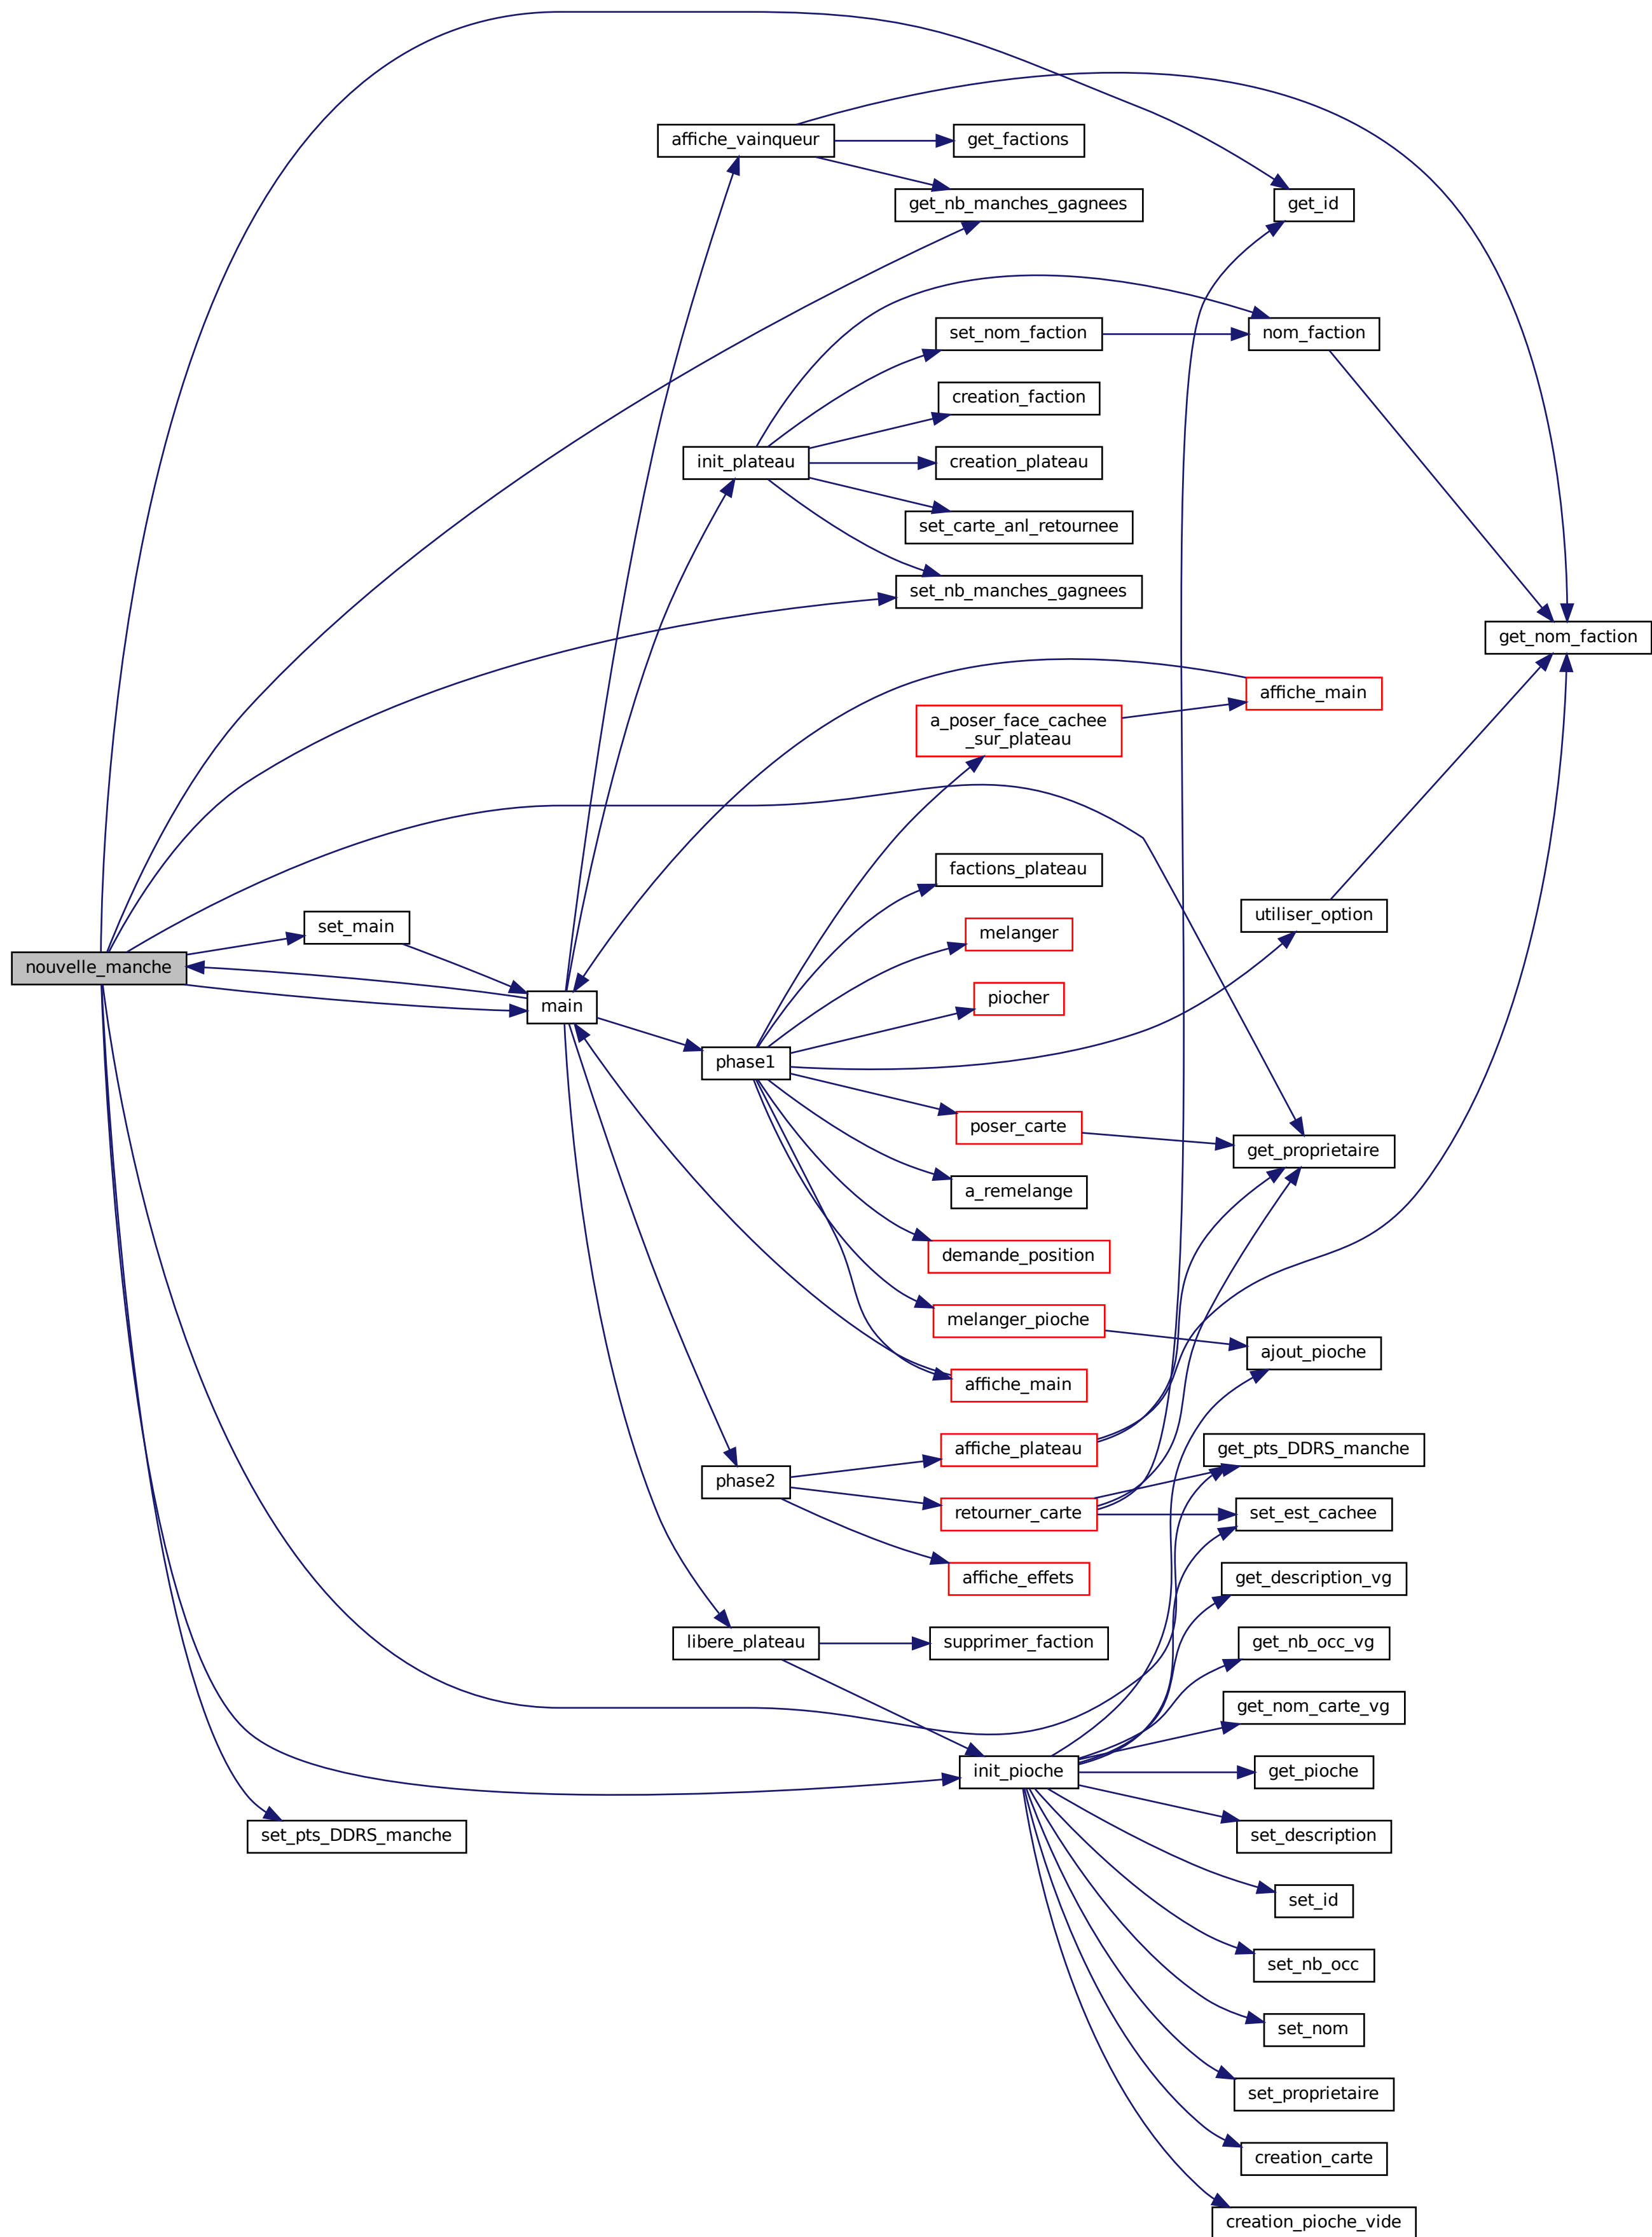 affiche_vainqueur
get_factions
get_nb_manches_gagnees
get_id
set_nom_faction
nom_faction
creation_faction
init_plateau
creation_plateau
set_carte_anl_retournee
set_nb_manches_gagnees
get_nom_faction
affiche_main
a_poser_face_cachee
_sur_plateau
factions_plateau
utiliser_option
set_main
melanger
nouvelle_manche
piocher
main
phase1
poser_carte
get_proprietaire
a_remelange
demande_position
melanger_pioche
ajout_pioche
affiche_main
affiche_plateau
get_pts_DDRS_manche
phase2
retourner_carte
set_est_cachee
affiche_effets
get_description_vg
libere_plateau
supprimer_faction
get_nb_occ_vg
get_nom_carte_vg
init_pioche
get_pioche
set_pts_DDRS_manche
set_description
set_id
set_nb_occ
set_nom
set_proprietaire
creation_carte
creation_pioche_vide